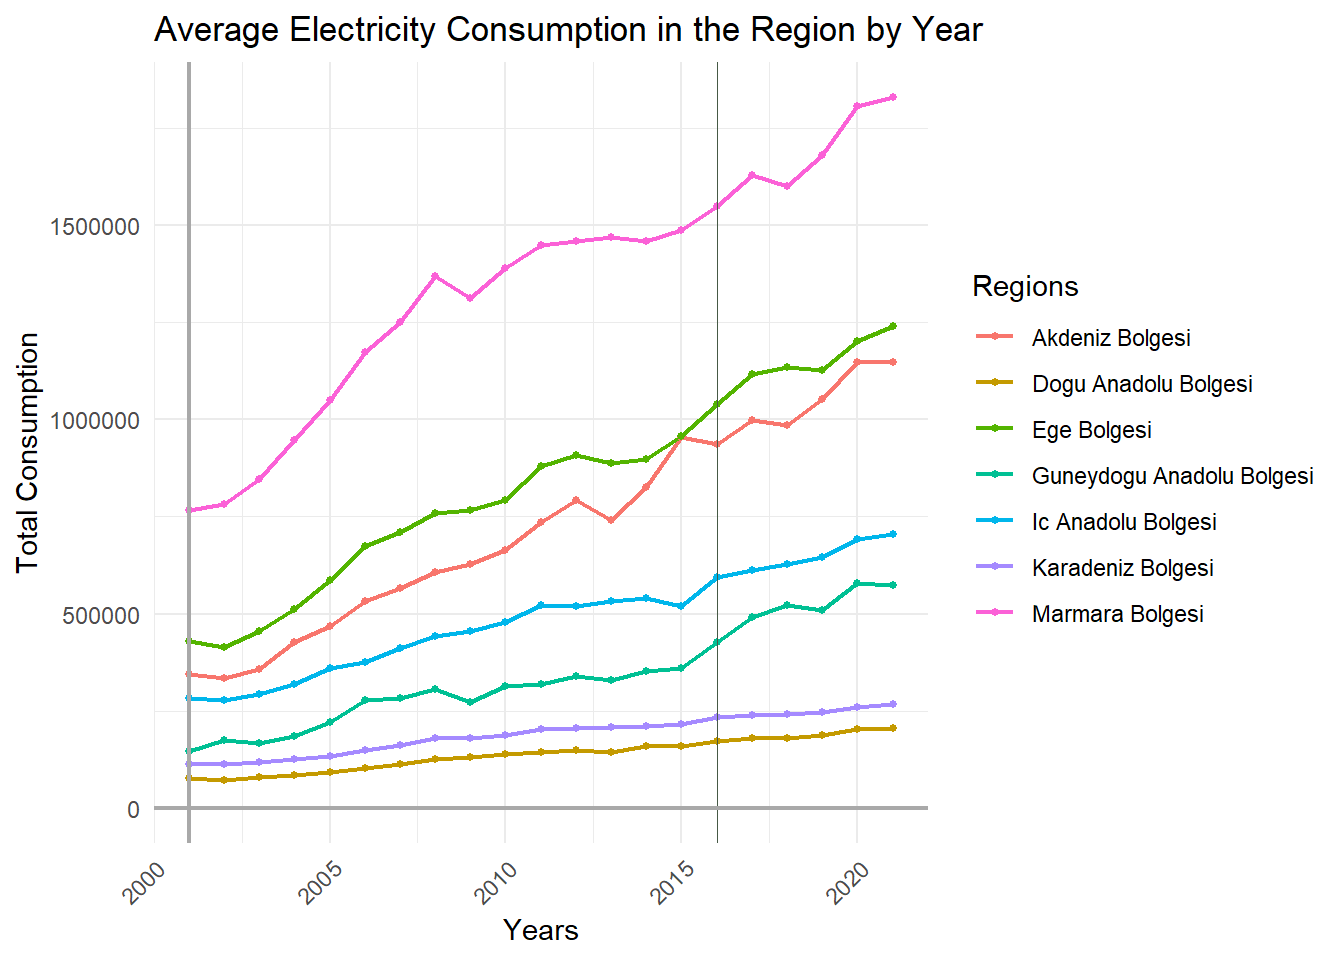 Average Electricity Consumption in the Region by Year
Total Consumption
1500000
1000000
500000
0
2000
2005
2010
2015
2020
Years
Regions
Akdeniz Bolgesi
Dogu Anadolu Bolgesi
Ege Bolgesi
Guneydogu Anadolu Bolgesi
Ic Anadolu Bolgesi
Karadeniz Bolgesi
Marmara Bolgesi